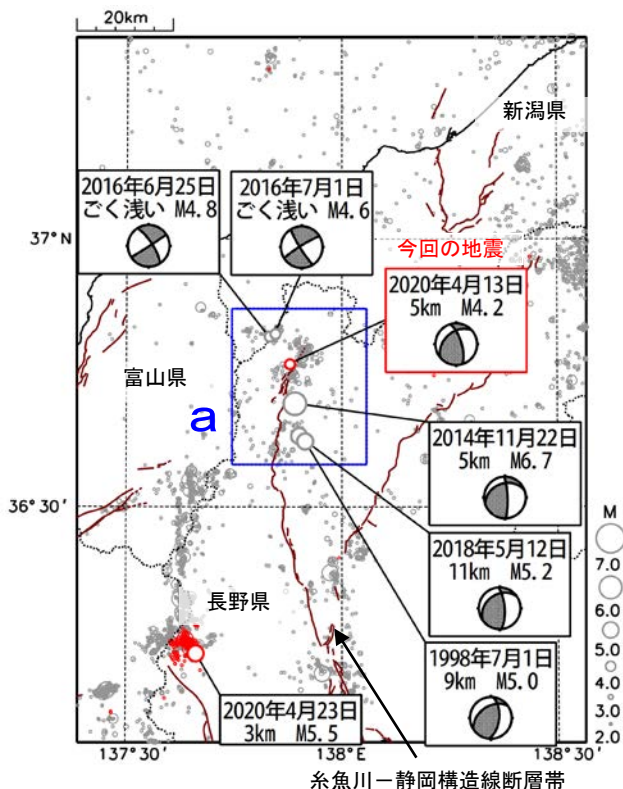 20km
新潟県
2016年6月25日
ごく浅い M4.8
2016年7月1日
ごく浅い M4.6
37°N
今回の地震
2020年4月13日
5km M4.2
富山県
a
2014年11月22日
5km M6.7
36°30′
2018年5月12日
11km M5.2
M
7.0
6.0
5.0
4.0
3.0
2.0
長野県
1998年7月1日
9km M5.0
2020年4月23日
3km M5.5
137°30′
138°E
138°30′
糸魚川－静岡構造線断層帯